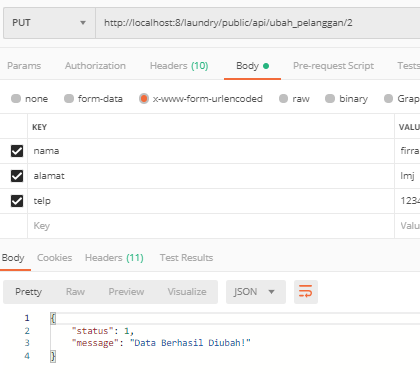 PUT http://localhost:8/laundry/public/api/ubah_pelanggan/2
Params Authorization Headers (10) Body Pre-request Script Tests
none form-data x-www-form-urlencoded raw binary Grap
KEY VALU
nama firra
alamat lmj
telp 1234
Key Valu
Body Cookies Headers (11) Test Results
Pretty Raw Preview Visualize JSON
1 {
2 "status": 1,
3 "message": "Data Berhasil Diubah!"
4 }